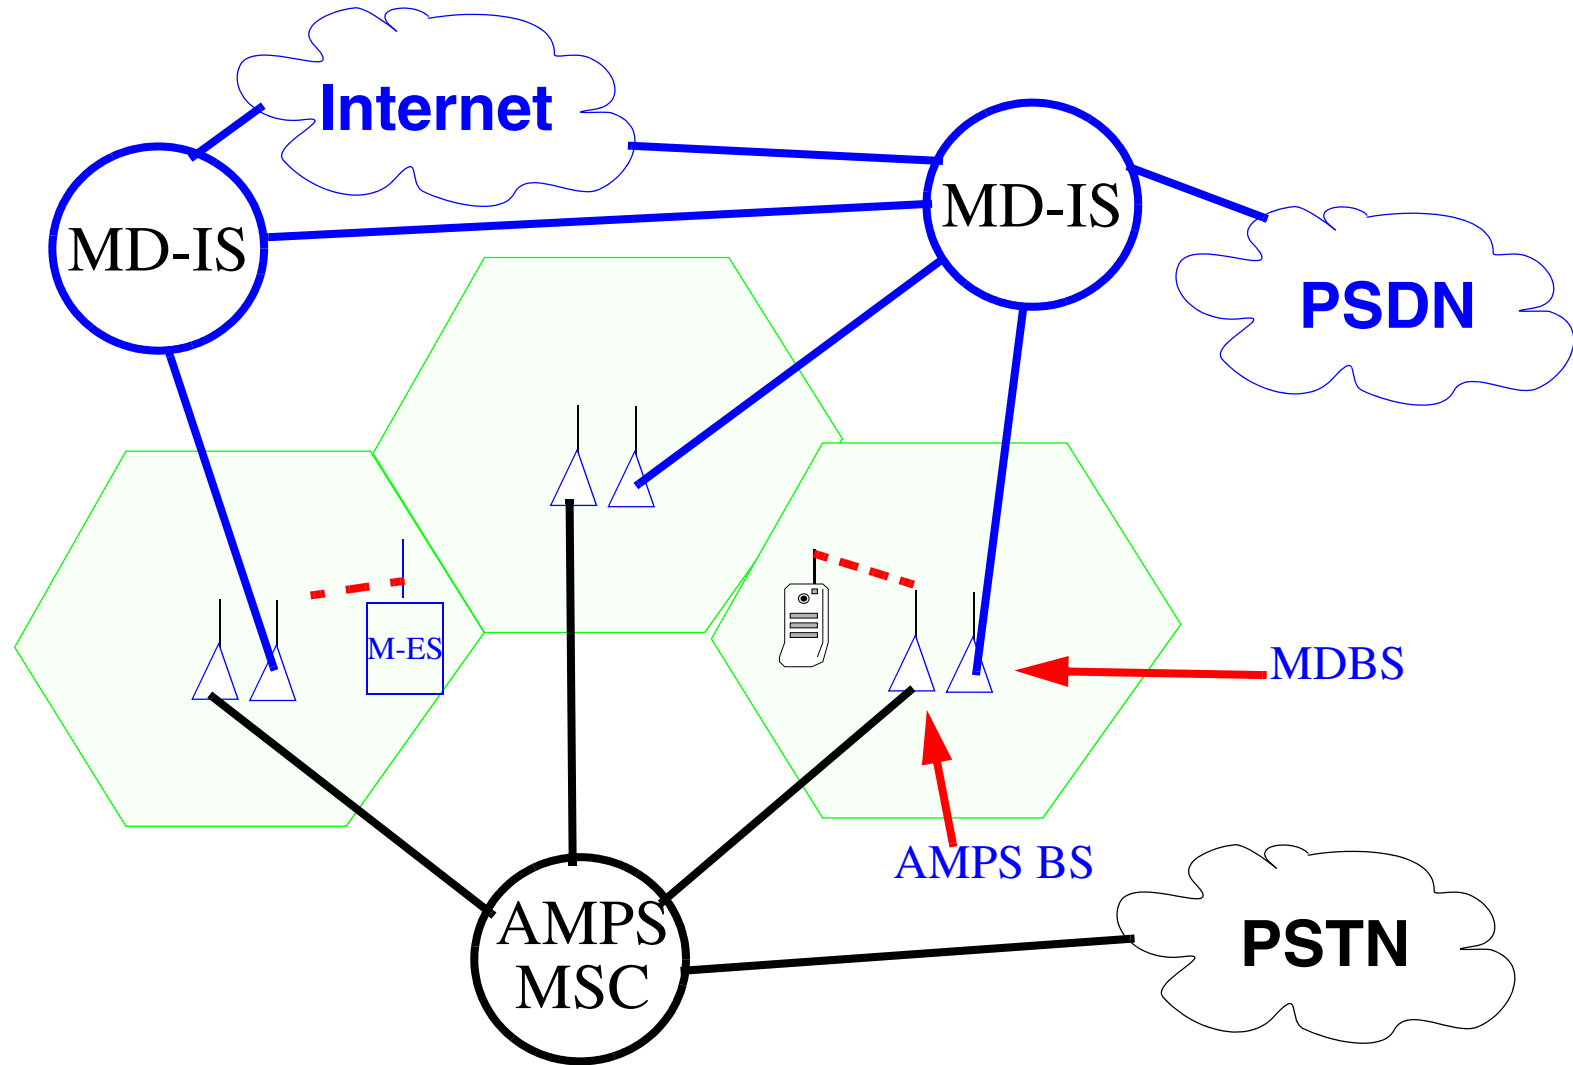 Internet
MD-IS
MD-IS
PSDN
M-ES
MDBS
AMPS BS
AMPS
MSC
PSTN